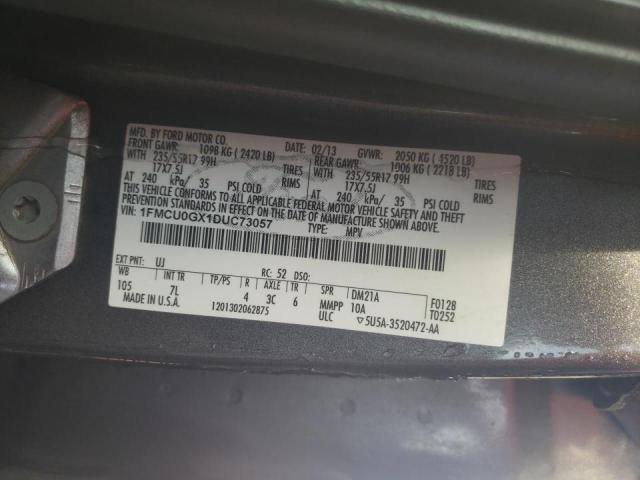 MFD. BY FORD MOTOR CO.
DATE: 02/13 GVWR: 2050 KG ( 4520 LB)
FRONT GAWR: 1098 KG ( 2420 LB) REAR GAWR: 1006 KG ( 2218 LB)
WITH 235/55R17 99H TIRES WITH 235/55R17 99H TIRES
17X7.5J RIMS 17X7.5J RIMS
AT 240 kPa/ 35 PSI COLD AT 240 kPa/ 35 PSI COLD
THIS VEHICLE CONFORMS TO ALL APPLICABLE FEDERAL MOTOR VEHICLE SAFETY AND
THEFT PREVENTION STANDARDS IN EFFECT ON THE DATE OF MANUFACTURE SHOWN ABOVE.
VIN: 1FMCU0GX1DUC73057 TYPE: MPV
EXT PNT: UJ RC: 52 DSO:
WB INT TR TP/PS R AXLE TR SPR DM21A F0128
105 7L 4 3C 6 MMPP 10A T0252
MADE IN U.S.A. 1201302062875 ULC 5U5A-3520472-AA